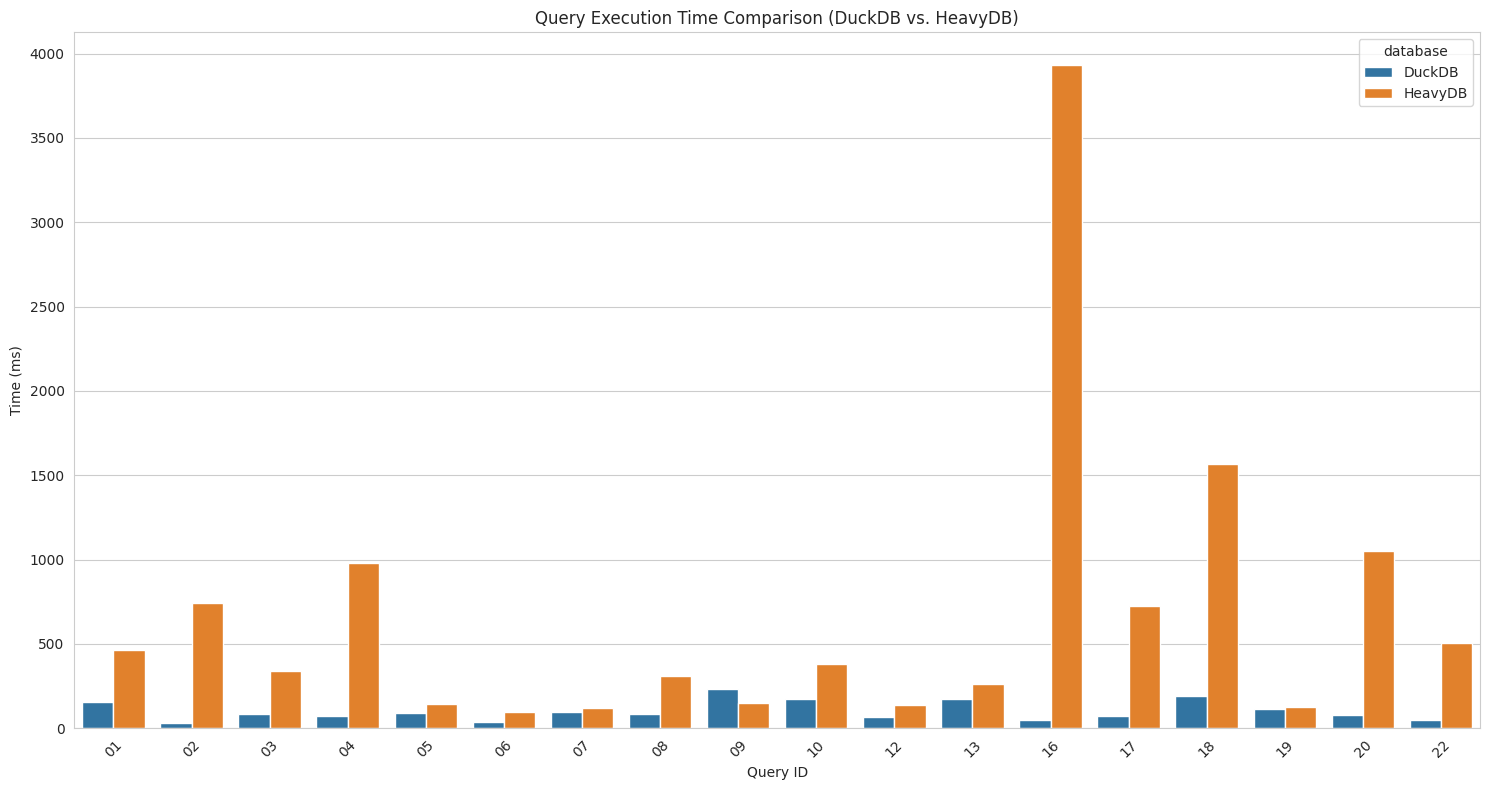 Query Execution Time Comparison (DuckDB vs. HeavyDB)
database
DuckDB
HeavyDB
Time (ms)
4000
3500
3000
2500
2000
1500
1000
500
0
01 02 03 04 05 06 07 08 09 10 12 13 16 17 18 19 20 22
Query ID